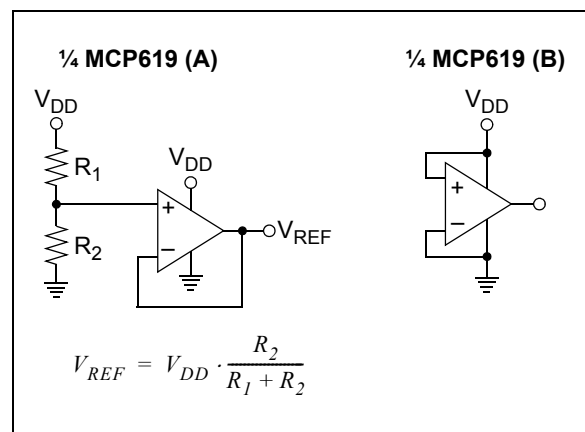 ¼ MCP619 (A)
¼ MCP619 (B)
V_DD
R_1
R_2
V_DD
+
−
V_REF
V_DD
+
−
V_REF = V_DD · R_2 / (R_1 + R_2)